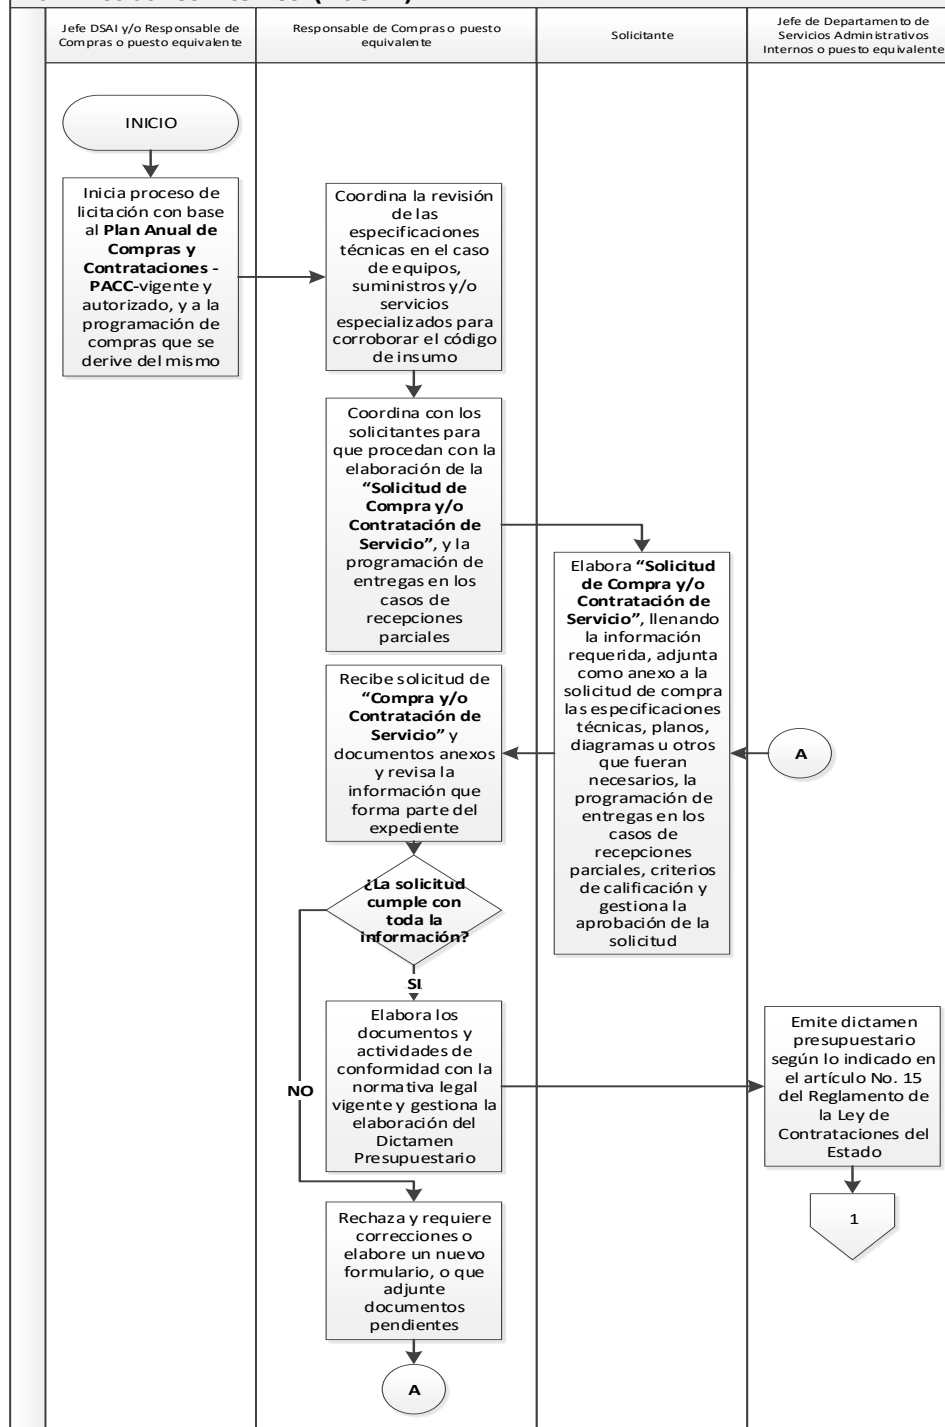 Jefe DSAI y/o Responsable de
Compras o puesto equivalente
Responsable de Compras o puesto
equivalente
Solicitante
Jefe de Departamento de
Servicios Administrativos
Internos o puesto equivalente
INICIO
Inicia proceso de
licitación con base
al Plan Anual de
Compras y
Contrataciones -
PACC-vigente y
autorizado, y a la
programación de
compras que se
derive del mismo
Coordina la revisión
de las
especificaciones
técnicas en el caso
de equipos,
suministros y/o
servicios
especializados para
corroborar el código
de insumo
Coordina con los
solicitantes para
que procedan con la
elaboración de la
“Solicitud de
Compra y/o
Contratación de
Servicio”, y la
programación de
entregas en los
casos de
recepciones
parciales
Elabora “Solicitud
de Compra y/o
Contratación de
Servicio”, llenando
la información
requerida, adjunta
como anexo a la
solicitud de compra
las especificaciones
técnicas, planos,
diagramas u otros
que fueran
necesarios, la
programación de
entregas en los
casos de
recepciones
parciales, criterios
de calificación y
gestiona la
aprobación de la
solicitud
A
Recibe solicitud de
“Compra y/o
Contratación de
Servicio” y
documentos anexos
y revisa la
información que
forma parte del
expediente
¿La solicitud
cumple con
toda la
información?
SI
NO
Elabora los
documentos y
actividades de
conformidad con la
normativa legal
vigente y gestiona la
elaboración del
Dictamen
Presupuestario
Emite dictamen
presupuestario
según lo indicado en
el artículo No. 15
del Reglamento de
la Ley de
Contrataciones del
Estado
1
Rechaza y requiere
correcciones o
elabore un nuevo
formulario, o que
adjunte
documentos
pendientes
A